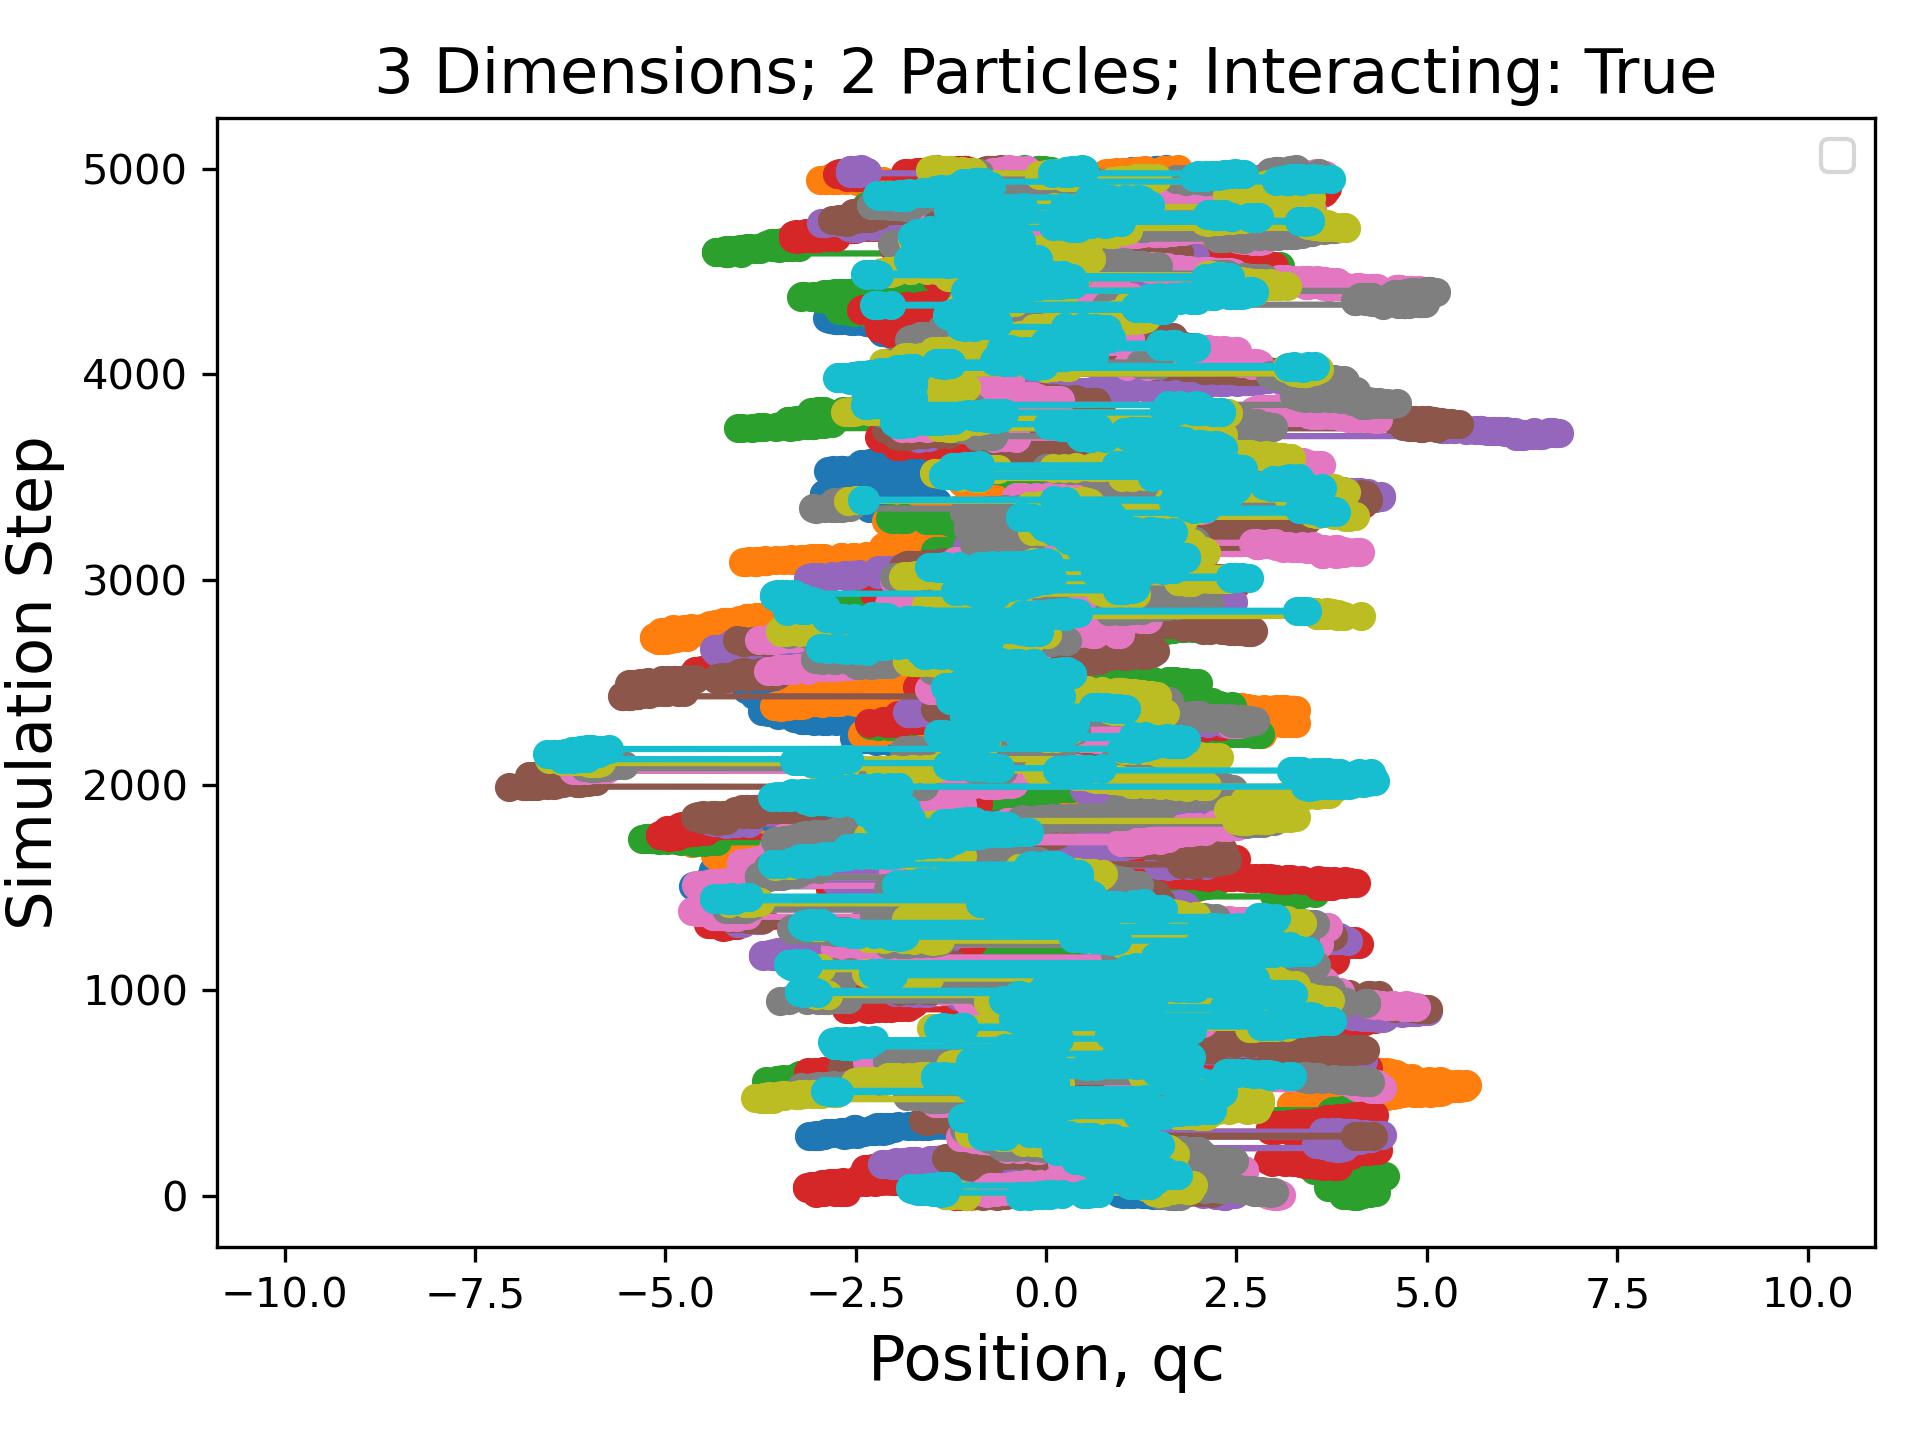 3 Dimensions; 2 Particles; Interacting: True
Simulation Step
5000
4000
3000
2000
1000
0
−10.0 −7.5 −5.0 −2.5 0.0 2.5 5.0 7.5 10.0
Position, qc